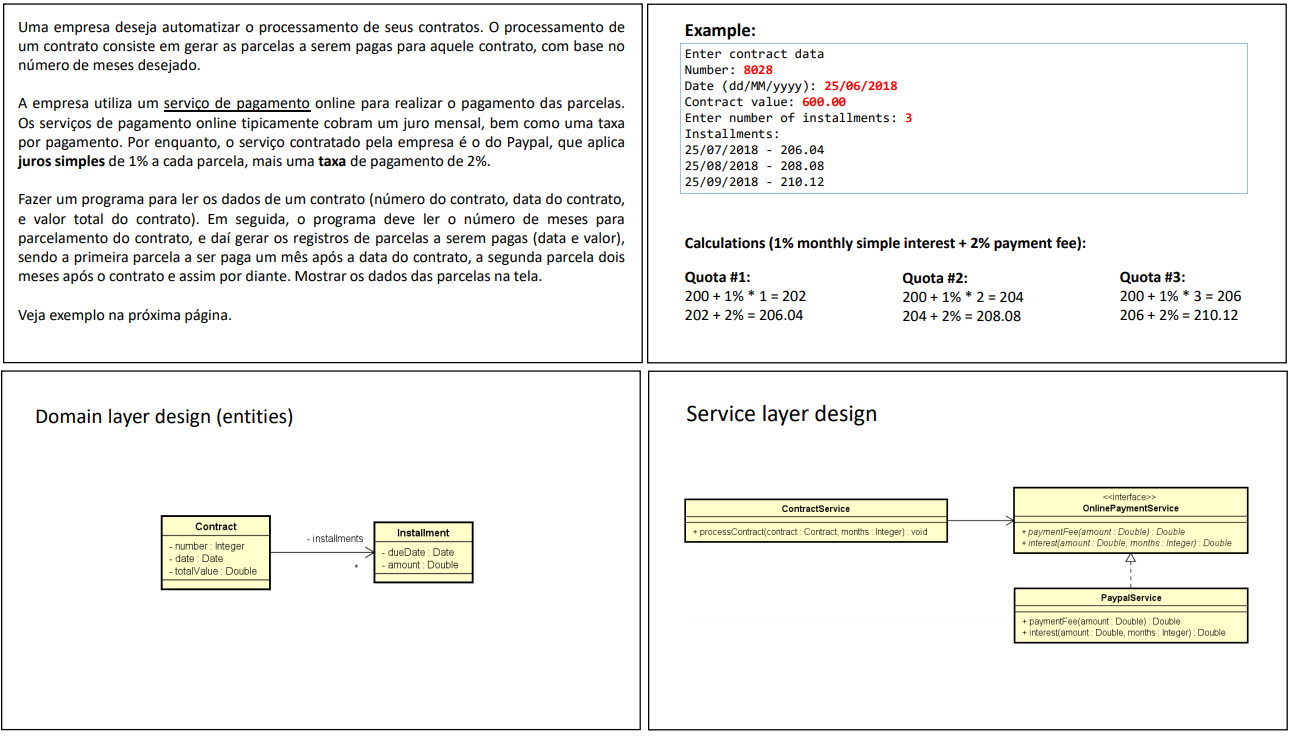 Uma empresa deseja automatizar o processamento de seus contratos. O processamento de
um contrato consiste em gerar as parcelas a serem pagas para aquele contrato, com base no
número de meses desejado.
A empresa utiliza um serviço de pagamento online para realizar o pagamento das parcelas.
Os serviços de pagamento online tipicamente cobram um juro mensal, bem como uma taxa
por pagamento. Por enquanto, o serviço contratado pela empresa é o do Paypal, que aplica
juros simples de 1% a cada parcela, mais uma taxa de pagamento de 2%.
Fazer um programa para ler os dados de um contrato (número do contrato, data do contrato,
e valor total do contrato). Em seguida, o programa deve ler o número de meses para
parcelamento do contrato, e daí gerar os registros de parcelas a serem pagas (data e valor),
sendo a primeira parcela a ser paga um mês após a data do contrato, a segunda parcela dois
meses após o contrato e assim por diante. Mostrar os dados das parcelas na tela.
Veja exemplo na próxima página.
Example:
Enter contract data
Number: 8028
Date (dd/MM/yyyy): 25/06/2018
Contract value: 600.00
Enter number of installments: 3
Installments:
25/07/2018 - 206.04
25/08/2018 - 208.08
25/09/2018 - 210.12
Calculations (1% monthly simple interest + 2% payment fee):
Quota #1:
200 + 1% * 1 = 202
202 + 2% = 206.04
Quota #2:
200 + 1% * 2 = 204
204 + 2% = 208.08
Quota #3:
200 + 1% * 3 = 206
206 + 2% = 210.12
Domain layer design (entities)
Contract
- number : Integer
- date : Date
- totalValue : Double
- installments
*
Installment
- dueDate : Date
- amount : Double
Service layer design
ContractService
+ processContract(contract : Contract, months : Integer) : void
<<interface>>
OnlinePaymentService
+ paymentFee(amount : Double) : Double
+ interest(amount : Double, months : Integer) : Double
PaypalService
+ paymentFee(amount : Double) : Double
+ interest(amount : Double, months : Integer) : Double